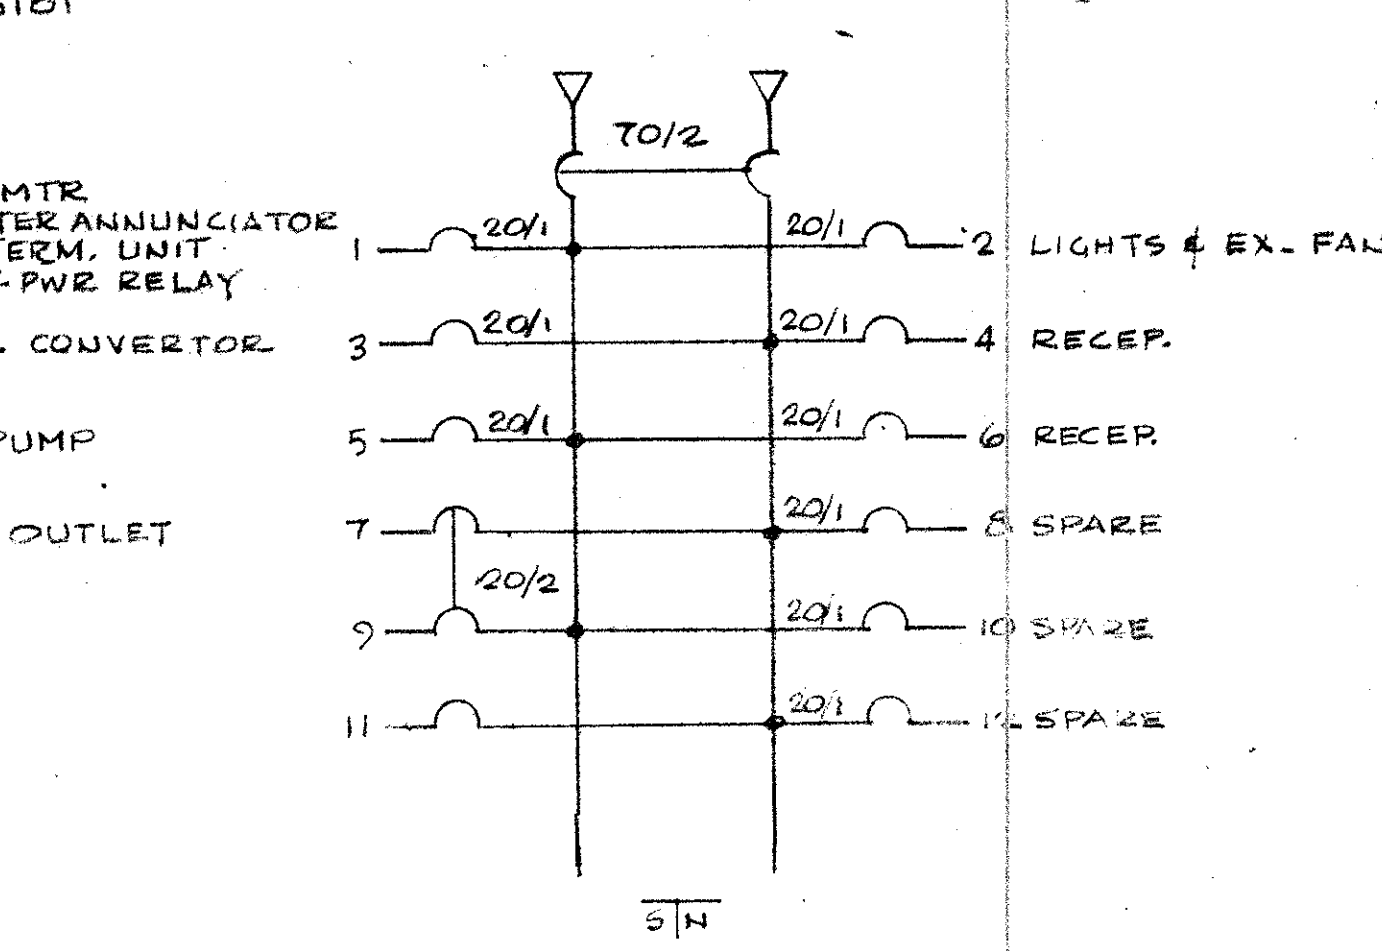 70/2
MTR
TER ANNUNCIATOR
TERM. UNIT
PWR RELAY
1 20/1 20/1 2 LIGHTS & EX. FAN
. CONVERTOR 3 20/1 20/1 4 RECEP.
PUMP 5 20/1 20/1 6 RECEP.
OUTLET 7 20/1 8 SPARE
20/2
9 20/1 10 SPARE
11 20/1 12 SPARE
S N